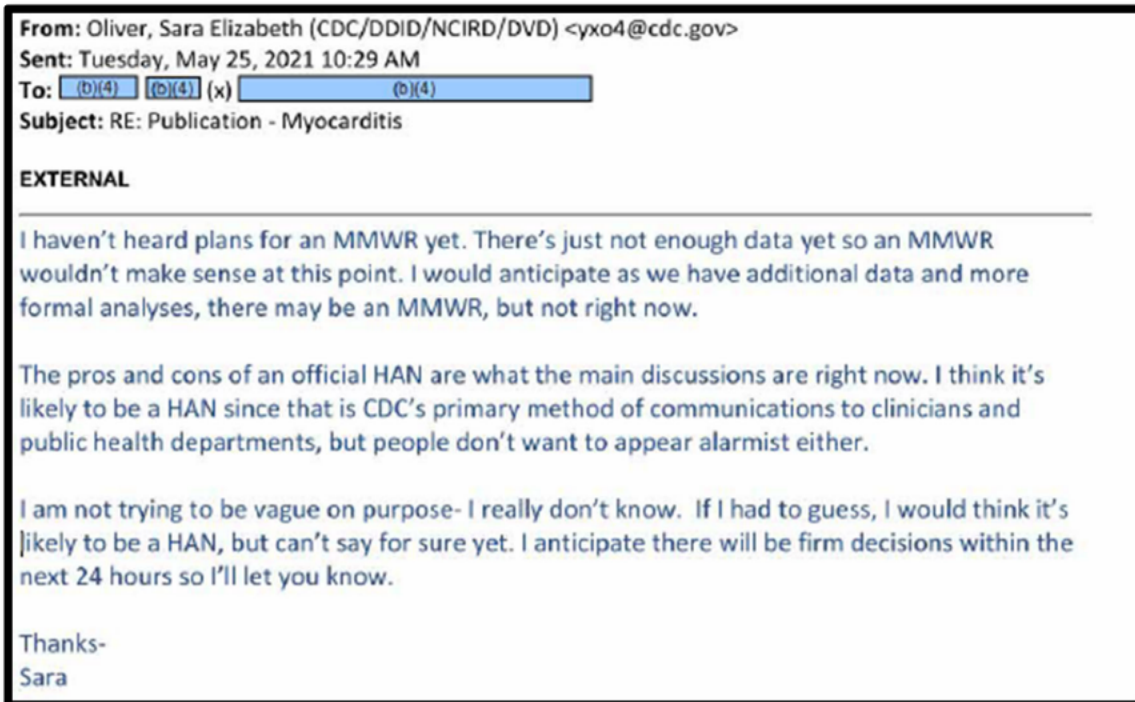 From: Oliver, Sara Elizabeth (CDC/DDID/NCIRD/DVD) <yxo4@cdc.gov>
Sent: Tuesday, May 25, 2021 10:29 AM
To: (b)(4) (b)(4) (x) (b)(4)
Subject: RE: Publication - Myocarditis
EXTERNAL
I haven't heard plans for an MMWR yet. There's just not enough data yet so an MMWR
wouldn't make sense at this point. I would anticipate as we have additional data and more
formal analyses, there may be an MMWR, but not right now.
The pros and cons of an official HAN are what the main discussions are right now. I think it's
likely to be a HAN since that is CDC's primary method of communications to clinicians and
public health departments, but people don't want to appear alarmist either.
I am not trying to be vague on purpose- I really don't know.  If I had to guess, I would think it's
likely to be a HAN, but can't say for sure yet. I anticipate there will be firm decisions within the
next 24 hours so I'll let you know.
Thanks-
Sara